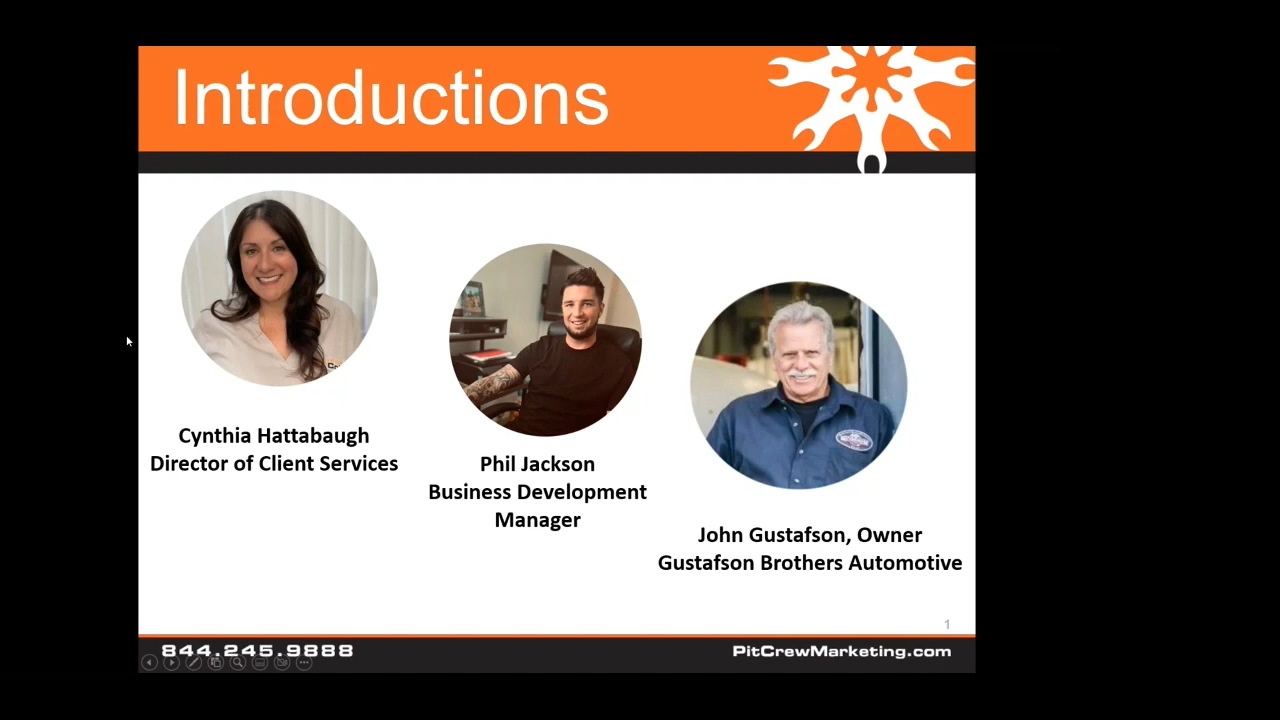 Introductions
Cynthia Hattabaugh
Director of Client Services
Phil Jackson
Business Development
Manager
John Gustafson, Owner
Gustafson Brothers Automotive
1
844.245.9888
PitCrewMarketing.com